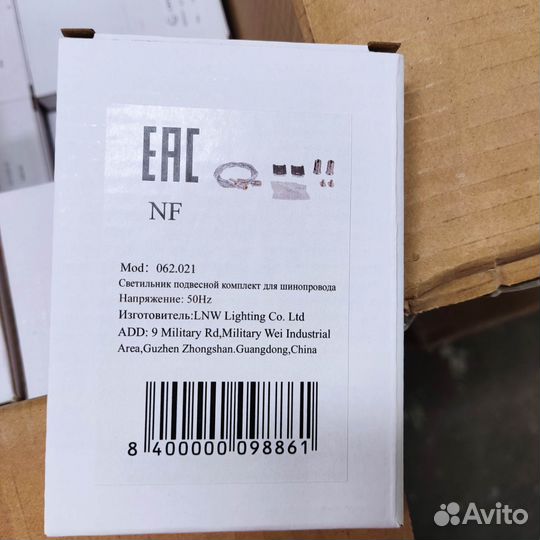 EAC
NF
Mod: 062.021
Светильник подвесной комплект для шинопровода
Напряжение: 50Hz
Изготовитель:LNW Lighting Co. Ltd
ADD: 9 Military Rd,Military Wei Industrial
Area,Guzhen Zhongshan.Guangdong,China
8 400000 098861
Avito